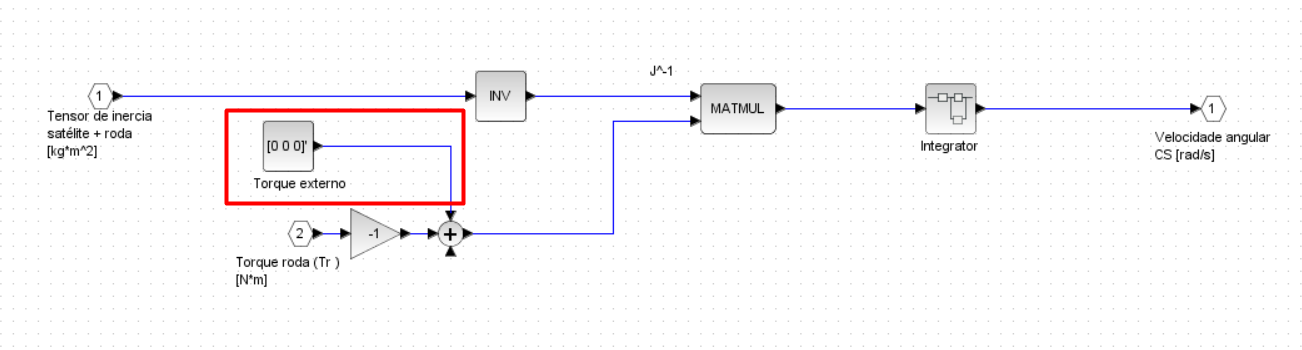 J^-1
1
INV
MATMUL
1
Tensor de inercia
satélite + roda
[kg*m^2]
[0 0 0]'
Torque externo
Integrator
Velocidade angular
CS [rad/s]
2
-1
+
Torque roda (Tr )
[N*m]